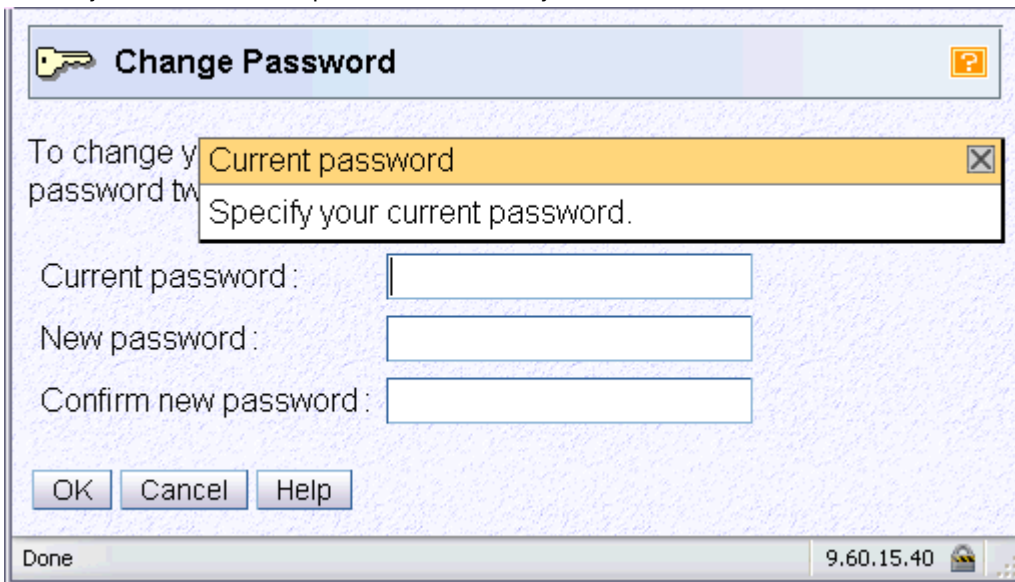 Change Password
?
To change y
password tw
Current password
Specify your current password.
Current password :
New password :
Confirm new password :
OK Cancel Help
Done 9.60.15.40